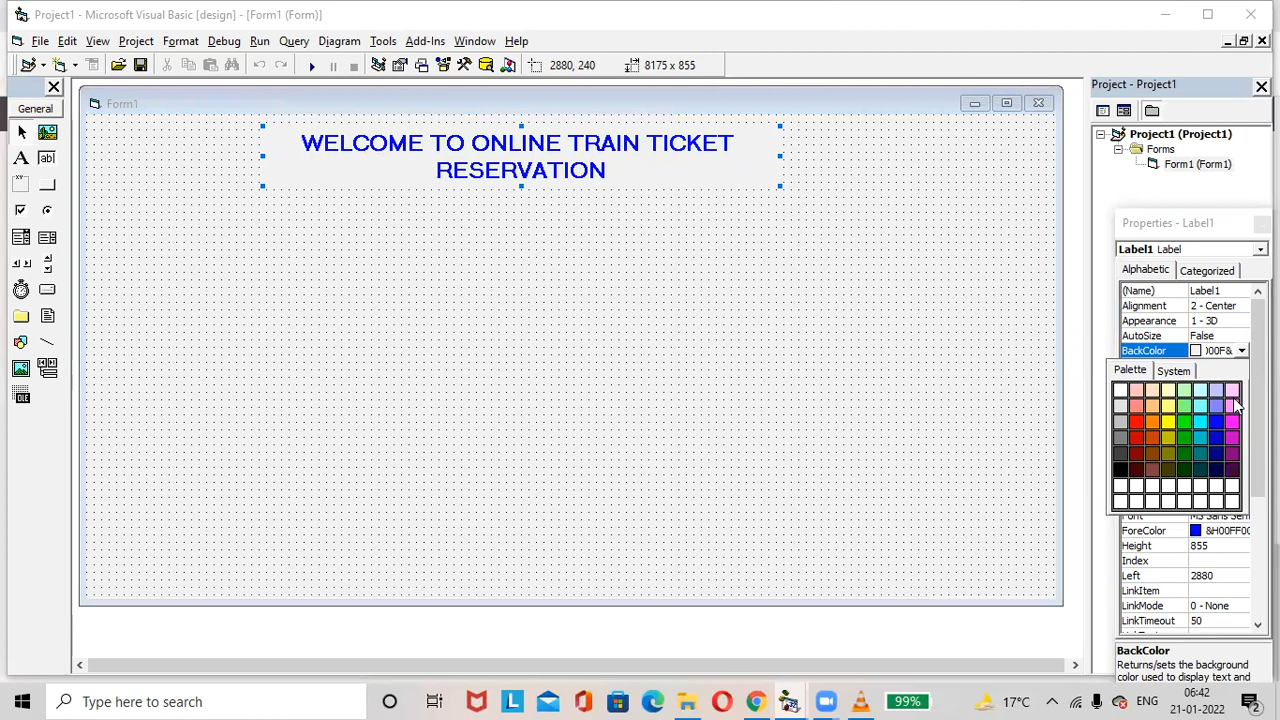 Project1 - Microsoft Visual Basic [design] - [Form1 (Form)]
File Edit View Project Format Debug Run Query Diagram Tools Add-Ins Window Help
2880, 240 8175 x 855
General
Form1
WELCOME TO ONLINE TRAIN TICKET
RESERVATION
Project - Project1
Project1 (Project1)
Forms
Form1 (Form1)
Properties - Label1
Label1 Label
Alphabetic Categorized
(Name) Label1
Alignment 2 - Center
Appearance 1 - 3D
AutoSize False
BackColor 00F&
Palette System
ForeColor &H00FF00
Height 855
Index
Left 2880
LinkItem
LinkMode 0 - None
LinkTimeout 50
BackColor
Returns/sets the background
color used to display text and
Type here to search
99%
17°C
ENG
06:42
21-01-2022
2